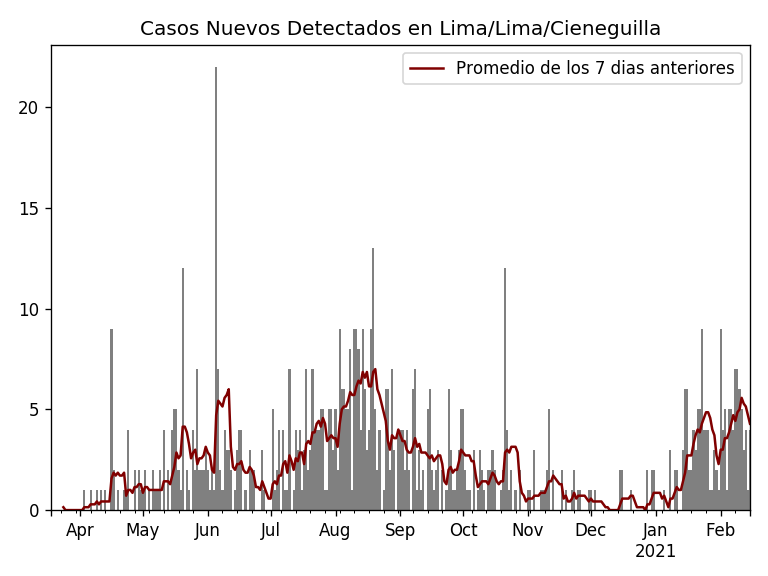 Casos Nuevos Detectados en Lima/Lima/Cieneguilla
Promedio de los 7 dias anteriores
20
15
10
5
0
Apr May Jun Jul Aug Sep Oct Nov Dec Jan Feb
2021